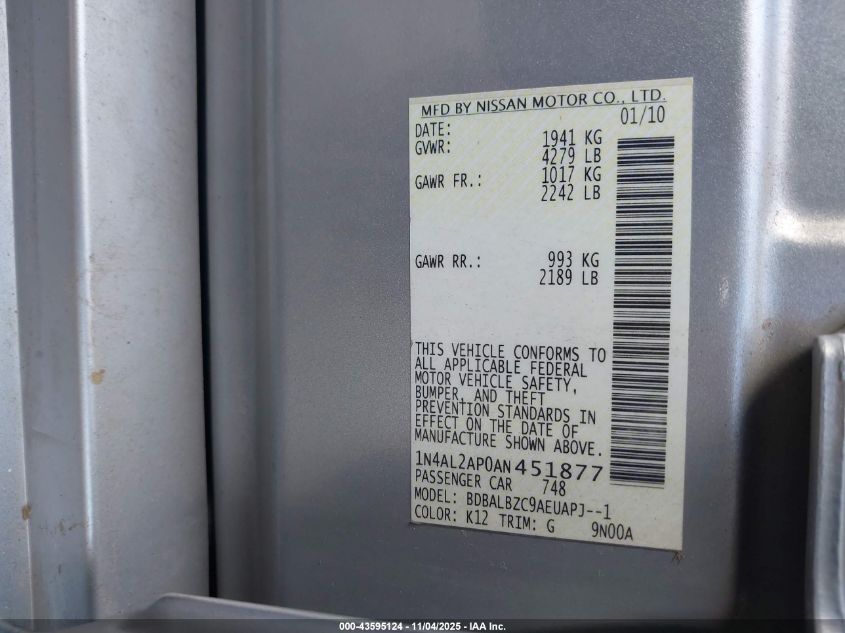 MFD BY NISSAN MOTOR CO., LTD.
DATE: 01/10
GVWR: 1941 KG
4279 LB
GAWR FR.: 1017 KG
2242 LB
GAWR RR.: 993 KG
2189 LB
THIS VEHICLE CONFORMS TO
ALL APPLICABLE FEDERAL
MOTOR VEHICLE SAFETY,
BUMPER, AND THEFT
PREVENTION STANDARDS IN
EFFECT ON THE DATE OF
MANUFACTURE SHOWN ABOVE.
1N4AL2AP0AN451877
PASSENGER CAR 748
MODEL: BDBALBZC9AEUAPJ--1
COLOR: K12 TRIM: G 9N00A
000-43595124 - 11/04/2025 - IAA Inc.